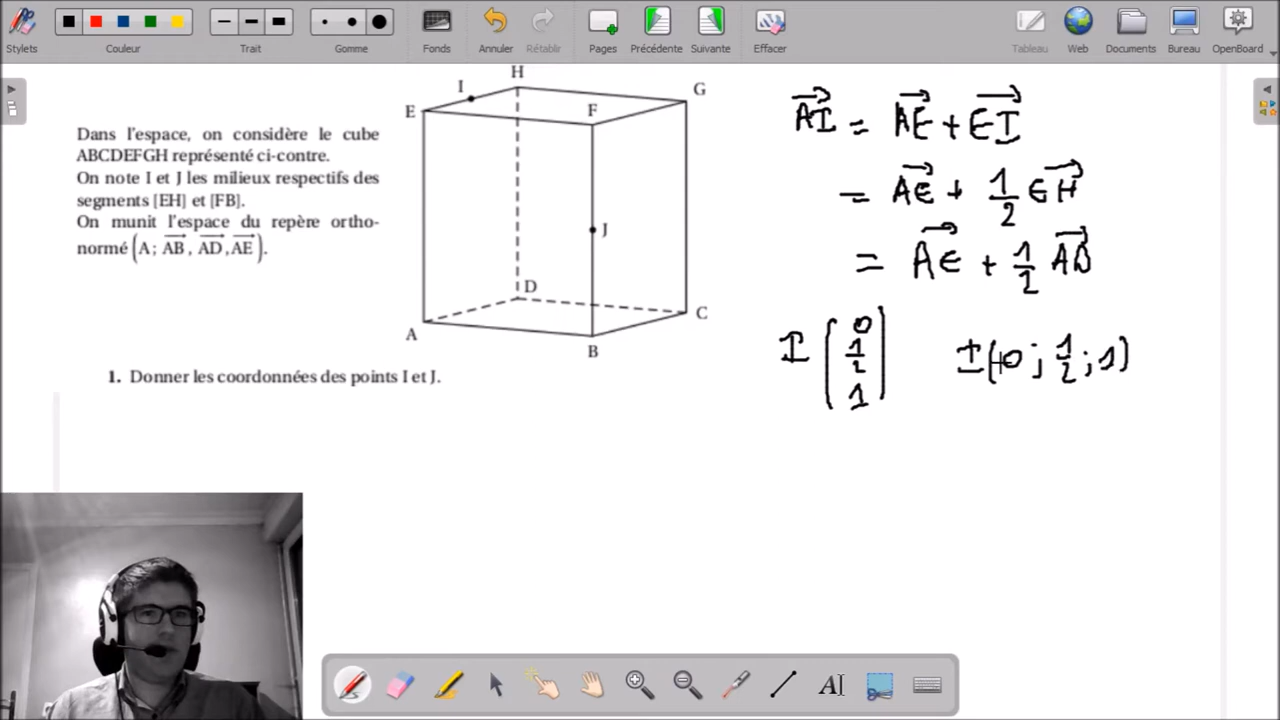 Stylets Couleur Trait Gomme Fonds Annuler Rétablir Pages Précédente Suivante Effacer Tableau Web Documents Bureau OpenBoard
Dans l'espace, on considère le cube
ABCDEFGH représenté ci-contre.
On note I et J les milieux respectifs des
segments [EH] et [FB].
On munit l'espace du repère ortho-
normé (A; AB, AD, AE).
H
I
G
E
F
J
D
C
A
B
1. Donner les coordonnées des points I et J.
AI = AE + EI
= AE + 1/2 EH
= AE + 1/2 AD
I (0 1/2 1) I(0; 1/2; 1)
AI